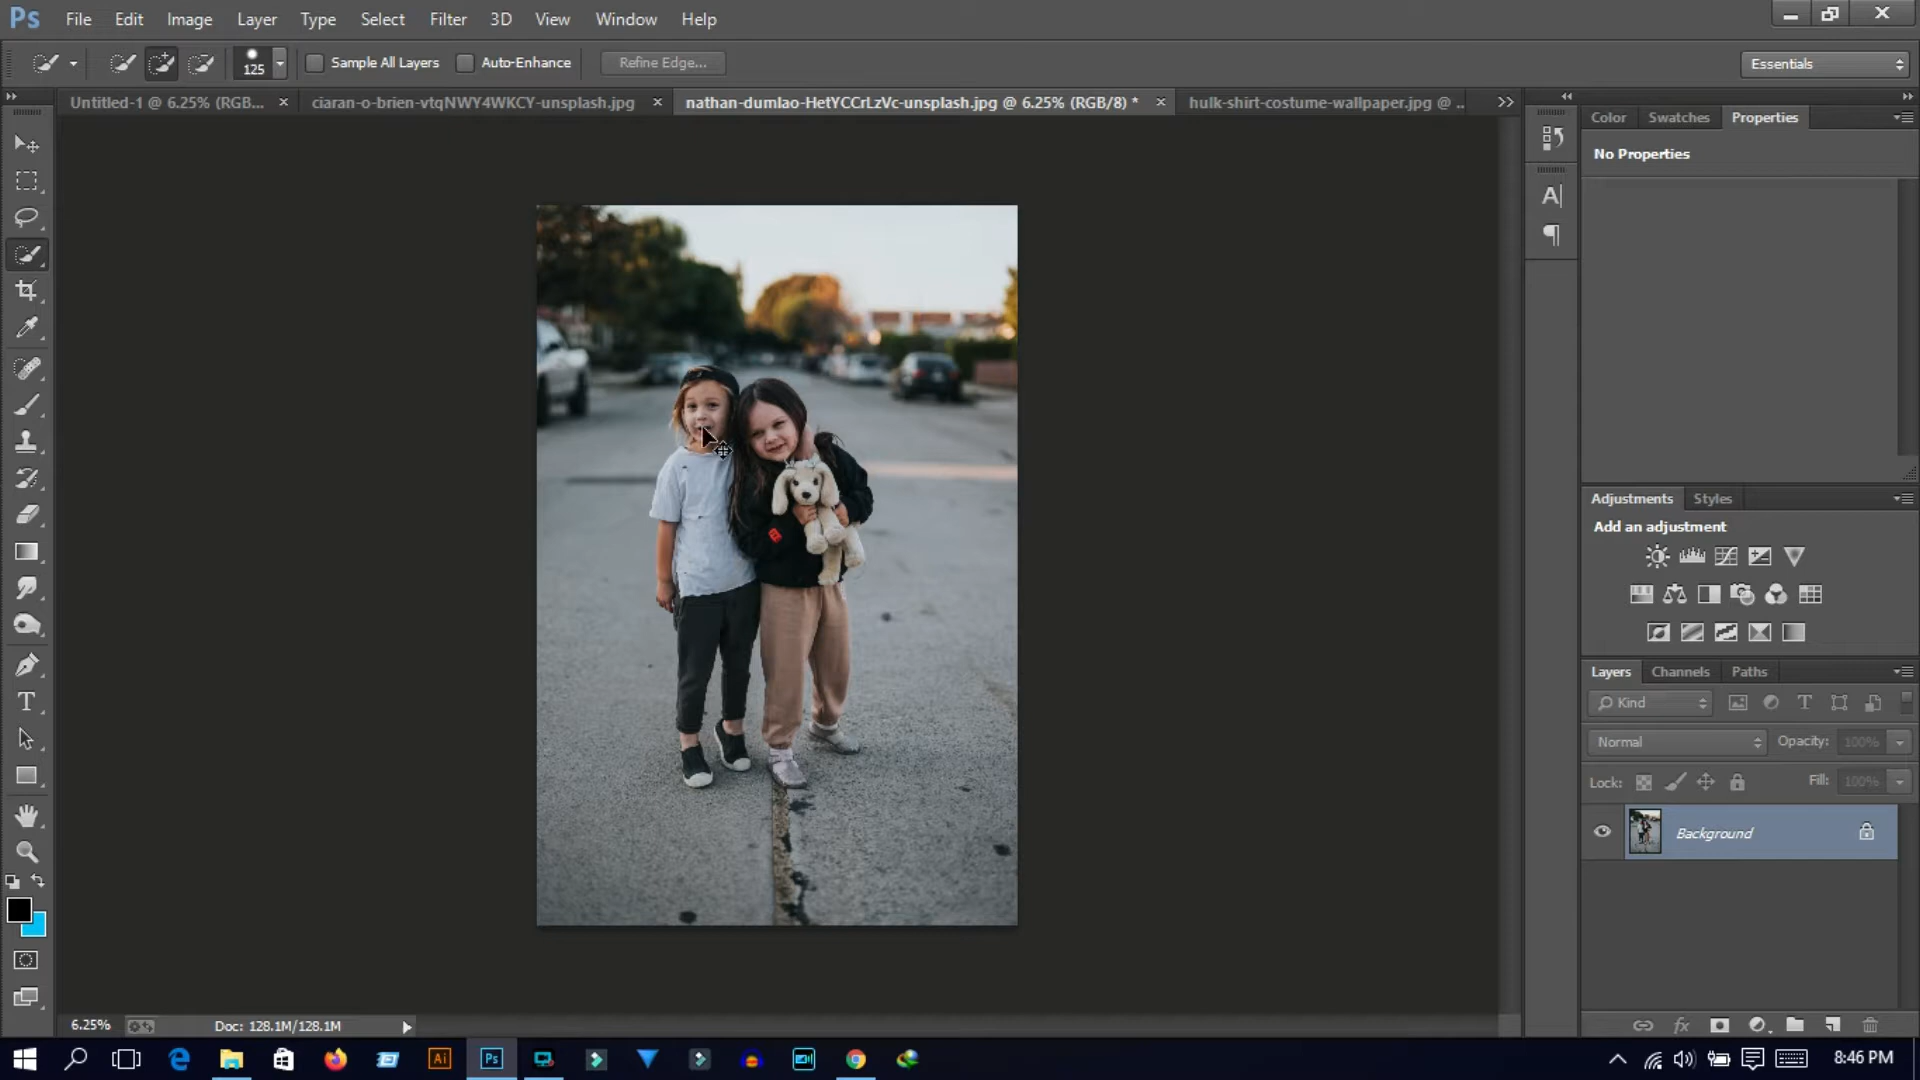 Ps File Edit Image Layer Type Select Filter 3D View Window Help
125 Sample All Layers Auto-Enhance Refine Edge... Essentials
Untitled-1 @ 6.25% (RGB... × ciaran-o-brien-vtqNWY4WKCY-unsplash.jpg × nathan-dumlao-HetYCCrLzVc-unsplash.jpg @ 6.25% (RGB/8) * × hulk-shirt-costume-wallpaper.jpg @ ..
Color Swatches Properties
No Properties
Adjustments Styles
Add an adjustment
Layers Channels Paths
Kind
Normal Opacity: 100%
Lock: Fill: 100%
Background
6.25% Doc: 128.1M/128.1M
Ai Ps 8:46 PM